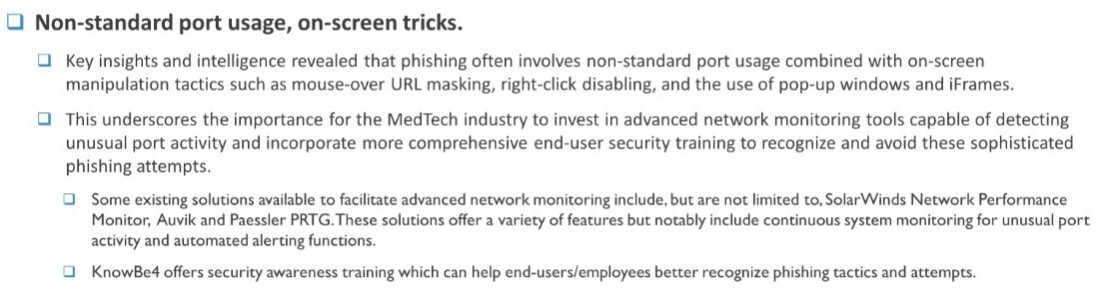 Non-standard port usage, on-screen tricks.
Key insights and intelligence revealed that phishing often involves non-standard port usage combined with on-screen
manipulation tactics such as mouse-over URL masking, right-click disabling, and the use of pop-up windows and iFrames.
This underscores the importance for the MedTech industry to invest in advanced network monitoring tools capable of detecting
unusual port activity and incorporate more comprehensive end-user security training to recognize and avoid these sophisticated
phishing attempts.
Some existing solutions available to facilitate advanced network monitoring include, but are not limited to, SolarWinds Network Performance
Monitor, Auvik and Paessler PRTG. These solutions offer a variety of features but notably include continuous system monitoring for unusual port
activity and automated alerting functions.
KnowBe4 offers security awareness training which can help end-users/employees better recognize phishing tactics and attempts.